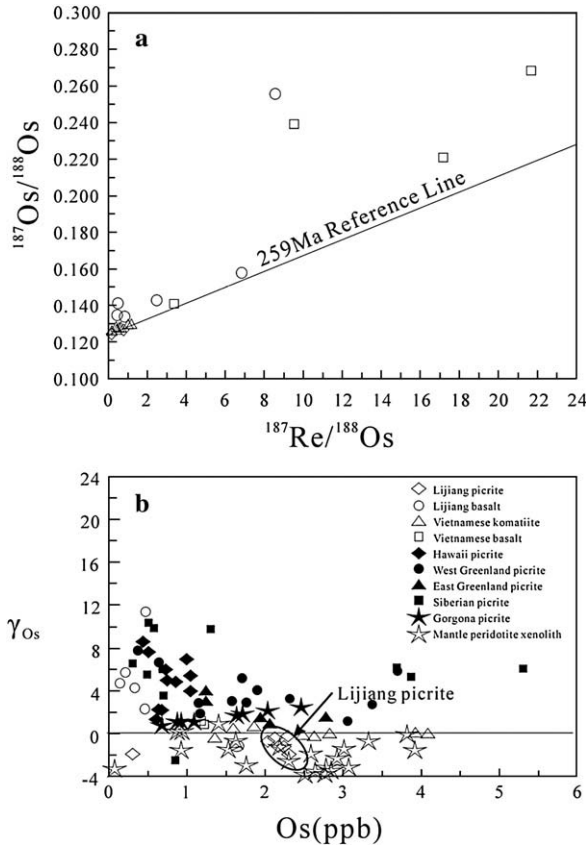 0.300
a
0.280
0.260
0.240
0.220
0.200
0.180
0.160
0.140
0.120
0.100
187Os/188Os
259Ma Reference Line
0 2 4 6 8 10 12 14 16 18 20 22 24
187Re/188Os
24
b
20
16
12
8
4
0
-4
γOs
Lijiang picrite
Lijiang basalt
Vietnamese komatiite
Vietnamese basalt
Hawaii picrite
West Greenland picrite
East Greenland picrite
Siberian picrite
Gorgona picrite
Mantle peridotite xenolith
Lijiang picrite
0 1 2 3 4 5 6
Os(ppb)